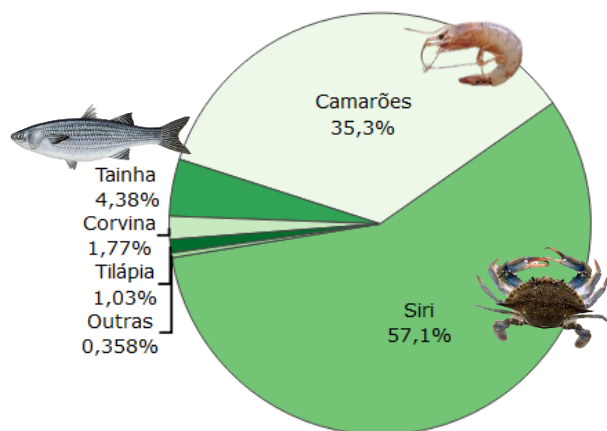 Camarões
35,3%
Tainha
4,38%
Corvina
1,77%
Tilápia
1,03%
Outras
0,358%
Siri
57,1%